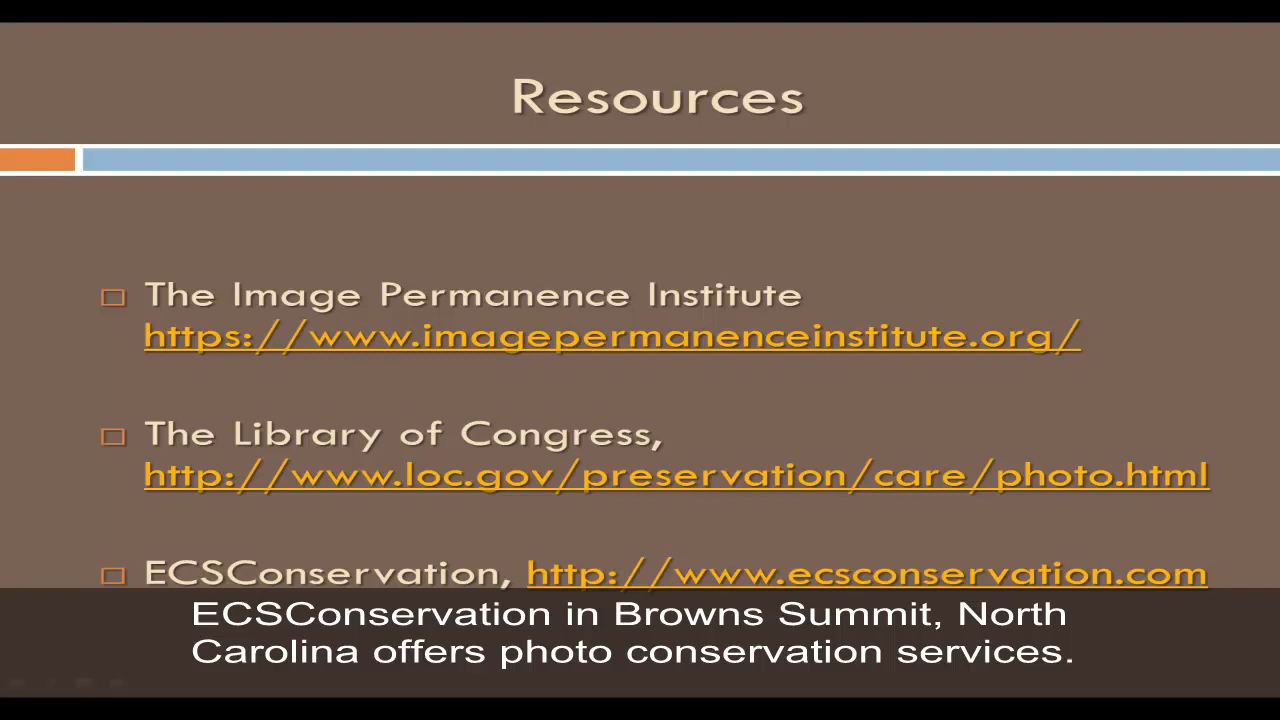 Resources
The Image Permanence Institute
https://www.imagepermanenceinstitute.org/
The Library of Congress,
http://www.loc.gov/preservation/care/photo.html
ECSConservation, http://www.ecsconservation.com
ECSConservation in Browns Summit, North
Carolina offers photo conservation services.